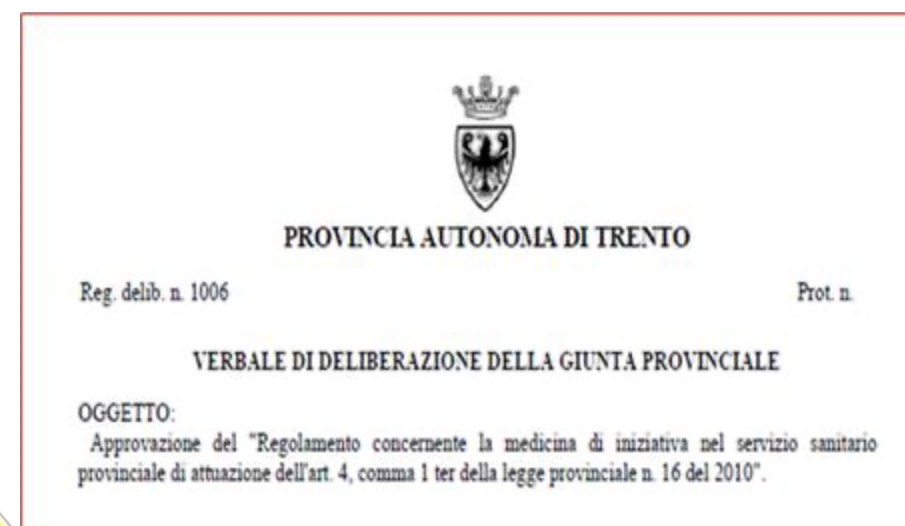 PROVINCIA AUTONOMA DI TRENTO
Reg. delib. n. 1006 Prot. n.
VERBALE DI DELIBERAZIONE DELLA GIUNTA PROVINCIALE
OGGETTO:
Approvazione del "Regolamento concernente la medicina di iniziativa nel servizio sanitario
provinciale di attuazione dell'art. 4, comma 1 ter della legge provinciale n. 16 del 2010".